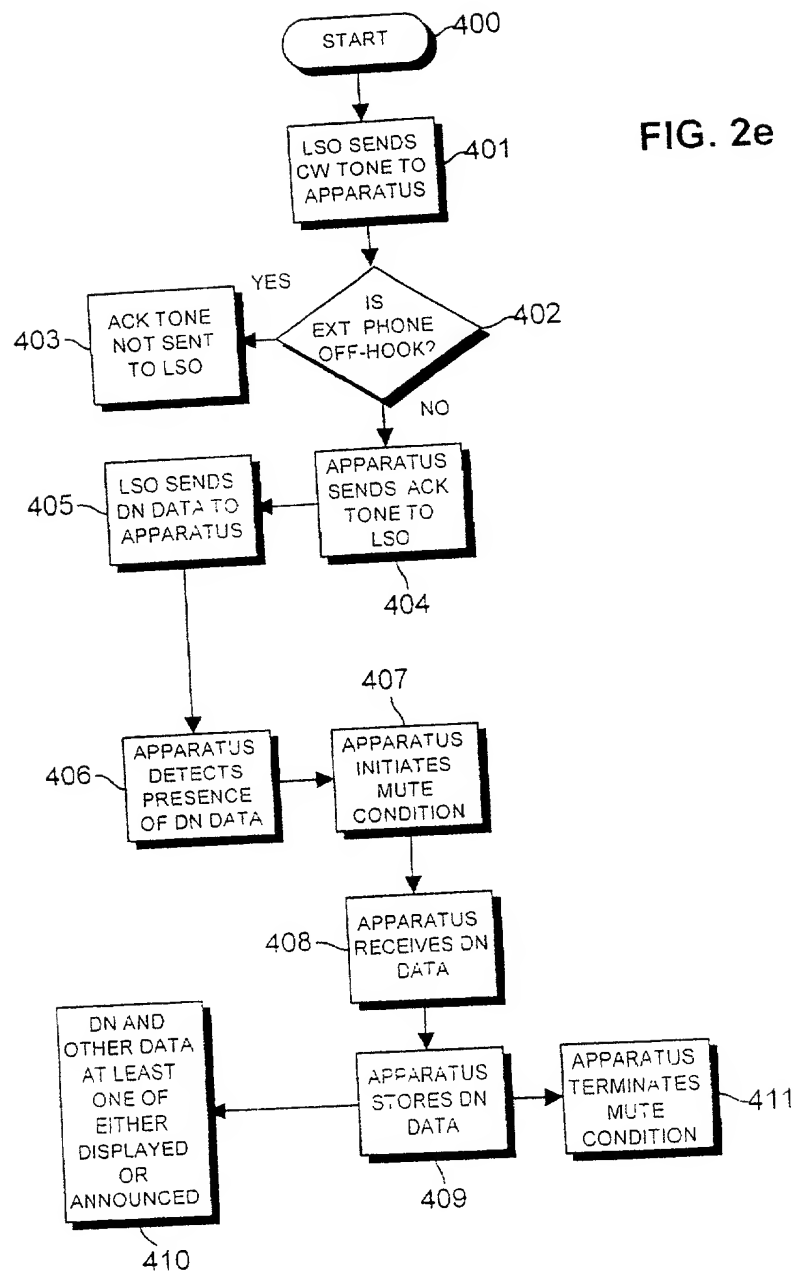 START
400
FIG. 2e
LSO SENDS
CW TONE TO
APPARATUS
401
YES
IS
EXT PHONE
OFF-HOOK?
402
403
ACK TONE
NOT SENT
TO LSO
NO
405
LSO SENDS
DN DATA TO
APPARATUS
APPARATUS
SENDS ACK
TONE TO
LSO
404
407
406
APPARATUS
DETECTS
PRESENCE
OF DN DATA
APPARATUS
INITIATES
MUTE
CONDITION
408
APPARATUS
RECEIVES DN
DATA
DN AND
OTHER DATA
AT LEAST
ONE OF
EITHER
DISPLAYED
OR
ANNOUNCED
410
APPARATUS
STORES DN
DATA
409
APPARATUS
TERMINATES
MUTE
CONDITION
411